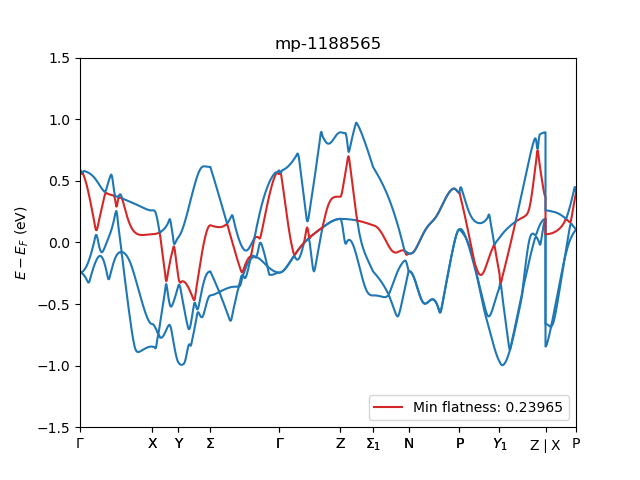 mp-1188565
E − E_F (eV)
1.5
1.0
0.5
0.0
−0.5
−1.0
−1.5
Γ X Y Σ Γ Z Σ₁ N P Y₁ Z | X P
Min flatness: 0.23965